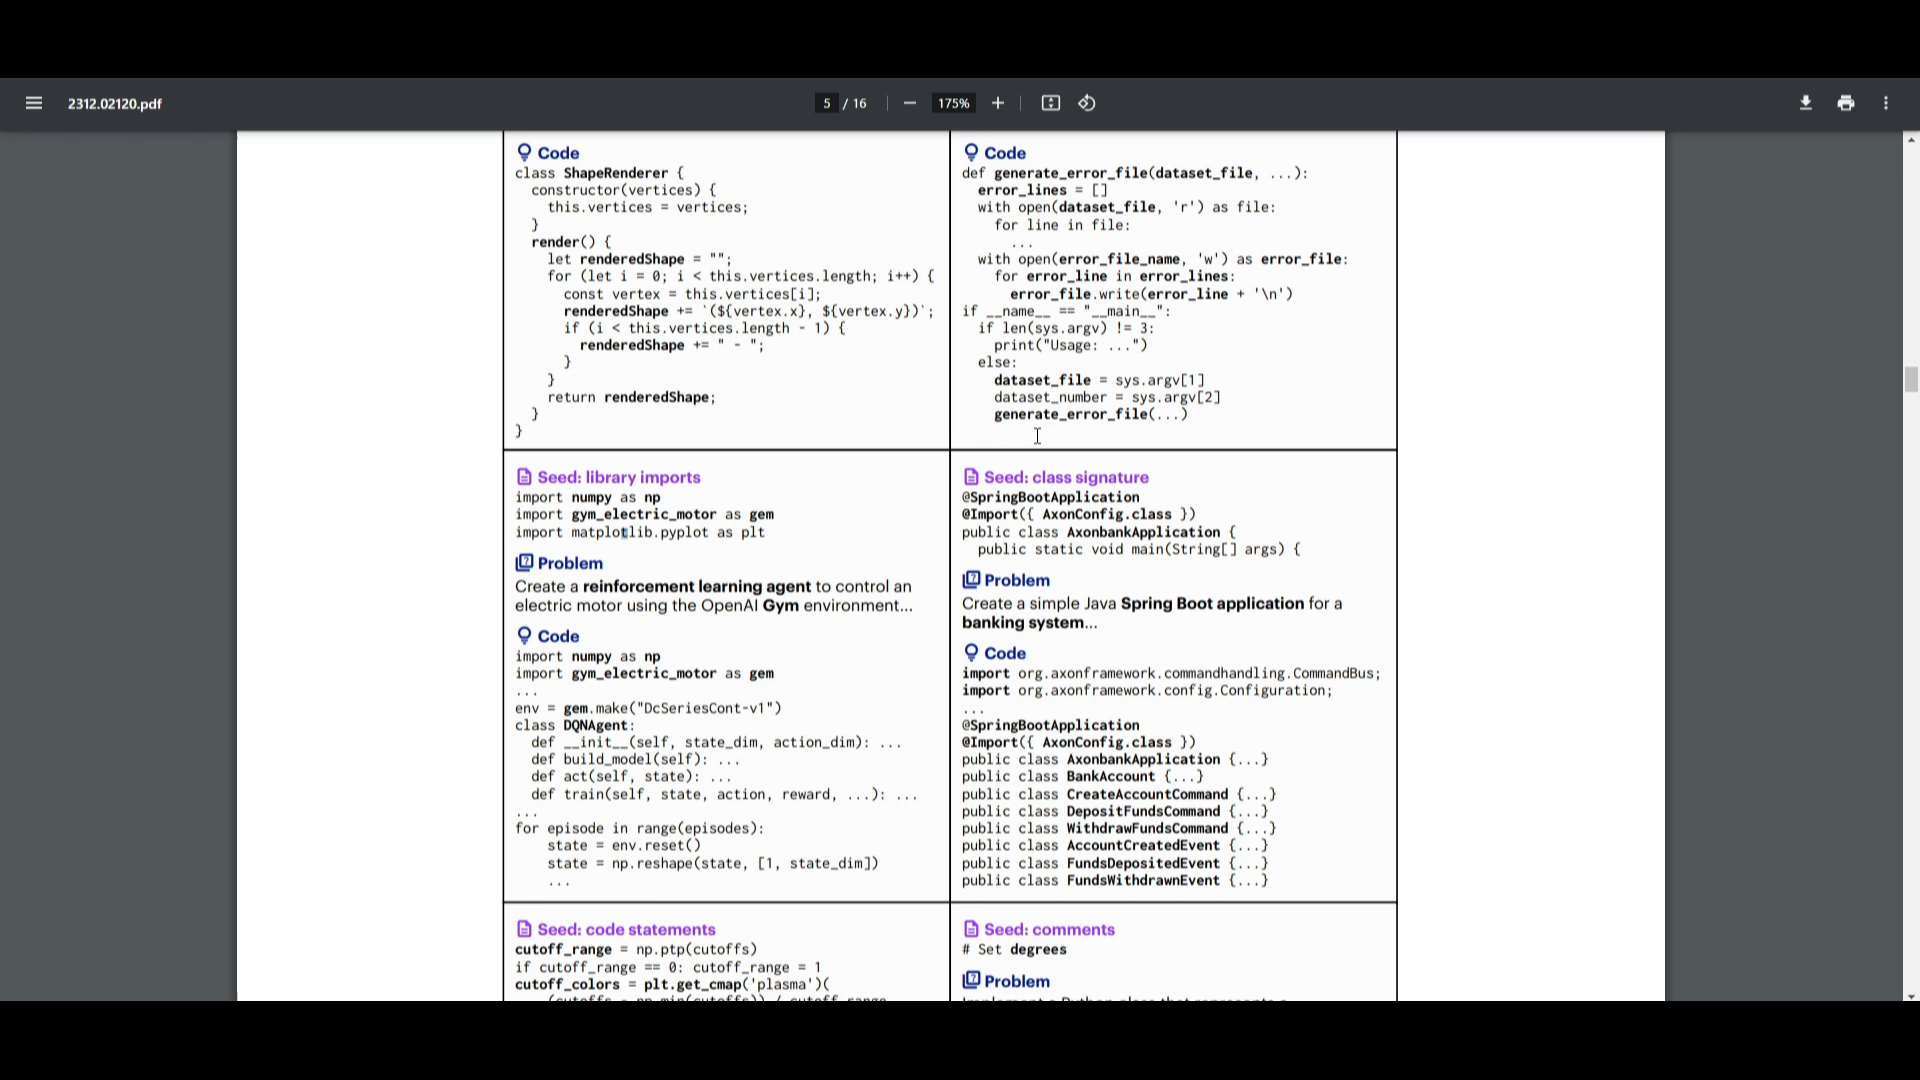 2312.02120.pdf
5 / 16
175%
Code
class ShapeRenderer {
constructor(vertices) {
this.vertices = vertices;
}
render() {
let renderedShape = "";
for (let i = 0; i < this.vertices.length; i++) {
const vertex = this.vertices[i];
renderedShape += `(${vertex.x}, ${vertex.y})`;
if (i < this.vertices.length - 1) {
renderedShape += " - ";
}
}
return renderedShape;
}
}
Code
def generate_error_file(dataset_file, ...):
error_lines = []
with open(dataset_file, 'r') as file:
for line in file:
...
with open(error_file_name, 'w') as error_file:
for error_line in error_lines:
error_file.write(error_line + '\n')
if __name__ == "__main__":
if len(sys.argv) != 3:
print("Usage: ...")
else:
dataset_file = sys.argv[1]
dataset_number = sys.argv[2]
generate_error_file(...)
Seed: library imports
import numpy as np
import gym_electric_motor as gem
import matplotlib.pyplot as plt
Problem
Create a reinforcement learning agent to control an
electric motor using the OpenAI Gym environment...
Code
import numpy as np
import gym_electric_motor as gem
...
env = gem.make("DcSeriesCont-v1")
class DQNAgent:
def __init__(self, state_dim, action_dim): ...
def build_model(self): ...
def act(self, state): ...
def train(self, state, action, reward, ...): ...
...
for episode in range(episodes):
state = env.reset()
state = np.reshape(state, [1, state_dim])
...
Seed: class signature
@SpringBootApplication
@Import({ AxonConfig.class })
public class AxonbankApplication {
public static void main(String[] args) {
Problem
Create a simple Java Spring Boot application for a
banking system...
Code
import org.axonframework.commandhandling.CommandBus;
import org.axonframework.config.Configuration;
...
@SpringBootApplication
@Import({ AxonConfig.class })
public class AxonbankApplication {...}
public class BankAccount {...}
public class CreateAccountCommand {...}
public class DepositFundsCommand {...}
public class WithdrawFundsCommand {...}
public class AccountCreatedEvent {...}
public class FundsDepositedEvent {...}
public class FundsWithdrawnEvent {...}
Seed: code statements
cutoff_range = np.ptp(cutoffs)
if cutoff_range == 0: cutoff_range = 1
cutoff_colors = plt.get_cmap('plasma')(
Seed: comments
# Set degrees
Problem